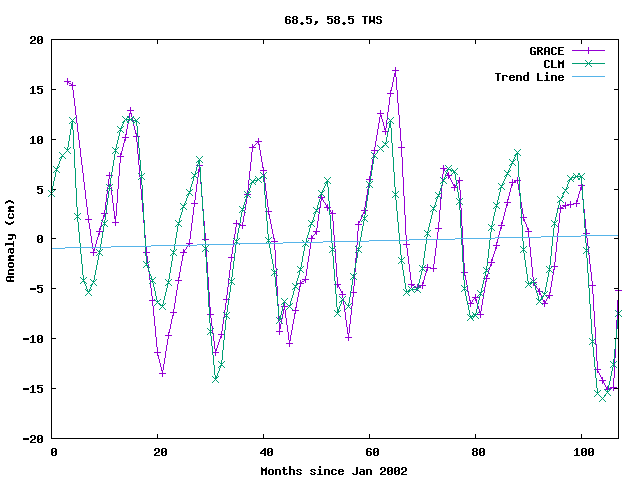 68.5, 58.5 TWS
GRACE
CLM
Trend Line
20
15
10
5
0
-5
-10
-15
-20
Anomaly (cm)
0 20 40 60 80 100
Months since Jan 2002